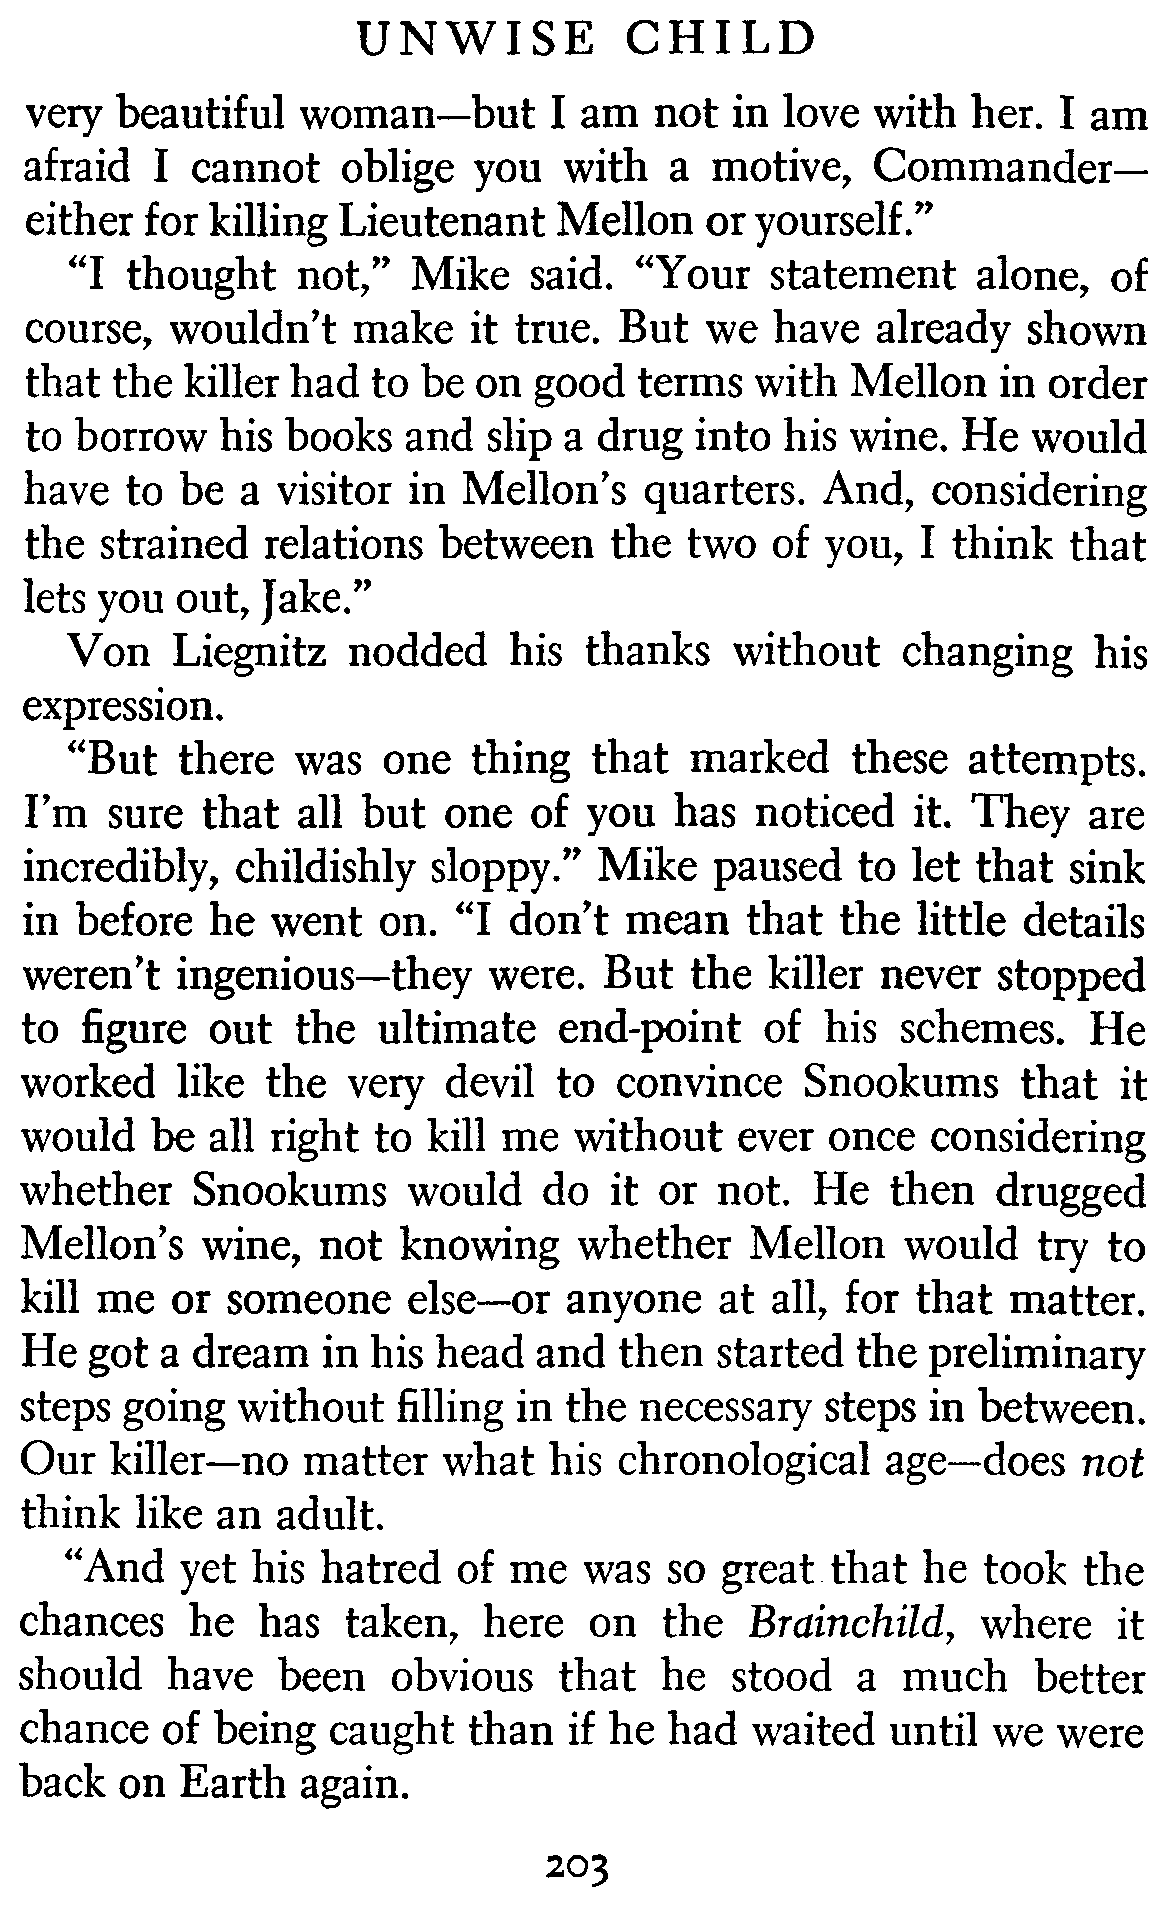 UNWISE CHILD
very beautiful woman—but I am not in love with her. I am
afraid I cannot oblige you with a motive, Commander—
either for killing Lieutenant Mellon or yourself.”
“I thought not,” Mike said. “Your statement alone, of
course, wouldn’t make it true. But we have already shown
that the killer had to be on good terms with Mellon in order
to borrow his books and slip a drug into his wine. He would
have to be a visitor in Mellon’s quarters. And, considering
the strained relations between the two of you, I think that
lets you out, Jake.”
Von Liegnitz nodded his thanks without changing his
expression.
“But there was one thing that marked these attempts.
I’m sure that all but one of you has noticed it. They are
incredibly, childishly sloppy.” Mike paused to let that sink
in before he went on. “I don’t mean that the little details
weren’t ingenious—they were. But the killer never stopped
to figure out the ultimate end-point of his schemes. He
worked like the very devil to convince Snookums that it
would be all right to kill me without ever once considering
whether Snookums would do it or not. He then drugged
Mellon’s wine, not knowing whether Mellon would try to
kill me or someone else—or anyone at all, for that matter.
He got a dream in his head and then started the preliminary
steps going without filling in the necessary steps in between.
Our killer—no matter what his chronological age—does not
think like an adult.
“And yet his hatred of me was so great that he took the
chances he has taken, here on the Brainchild, where it
should have been obvious that he stood a much better
chance of being caught than if he had waited until we were
back on Earth again.
203